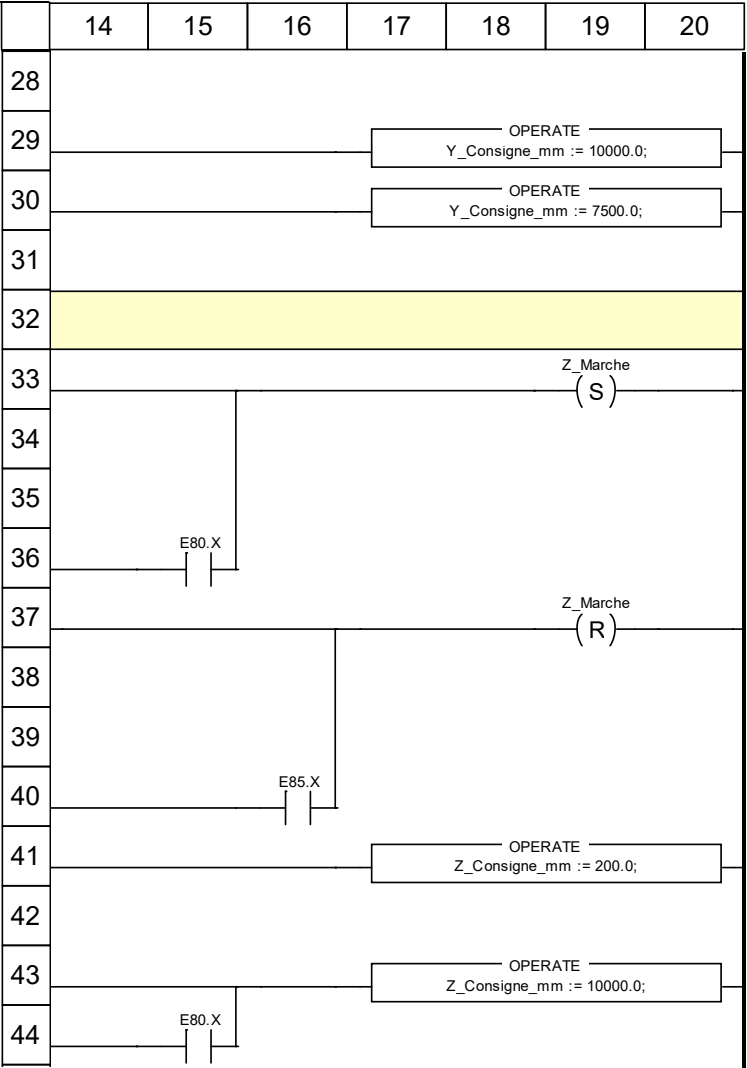 14 15 16 17 18 19 20
28
29
OPERATE
Y_Consigne_mm := 10000.0;
30
OPERATE
Y_Consigne_mm := 7500.0;
31
32
33
Z_Marche
S
34
35
36
E80.X
37
Z_Marche
R
38
39
40
E85.X
41
OPERATE
Z_Consigne_mm := 200.0;
42
43
OPERATE
Z_Consigne_mm := 10000.0;
44
E80.X